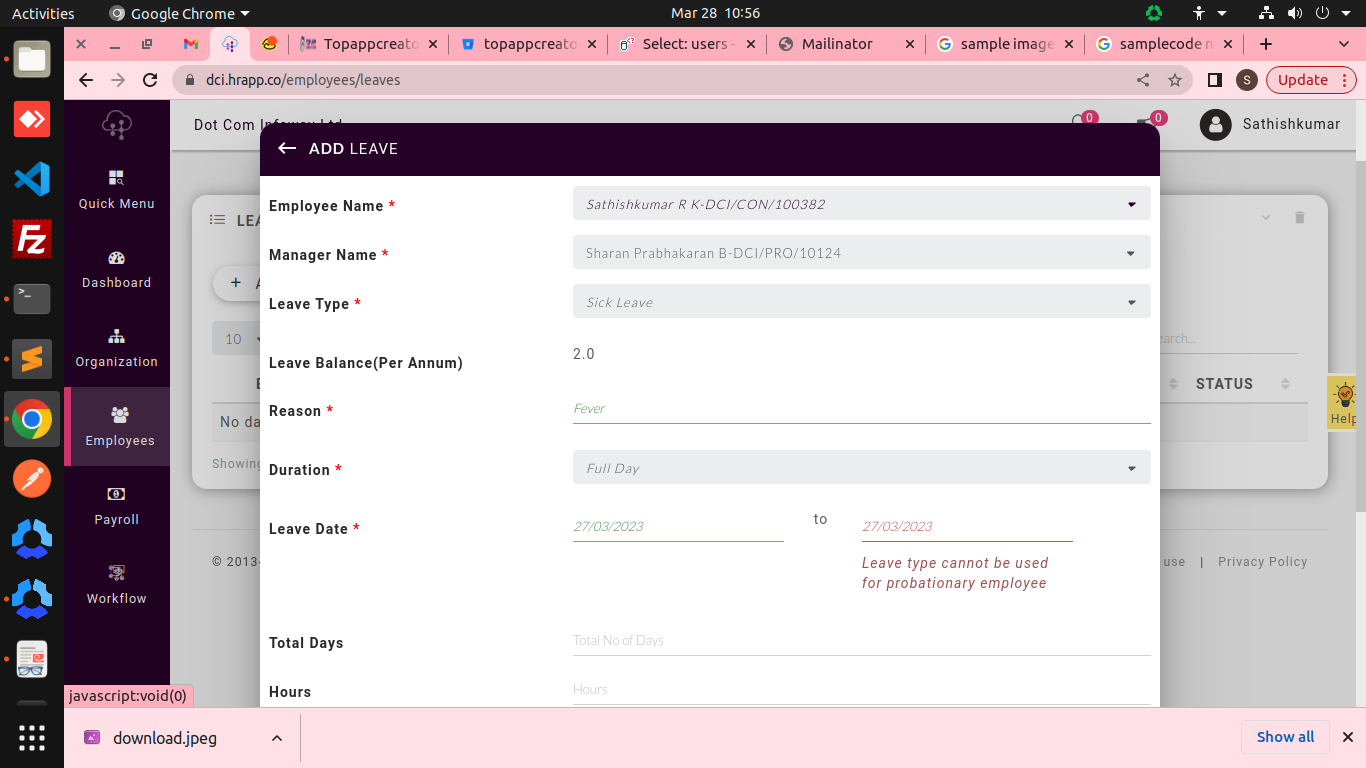 Activities
Google Chrome
Mar 28 10:56
Topappcreato
topappcreato
Select: users -
Mailinator
sample image
samplecode n
dci.hrapp.co/employees/leaves
S
Update
Dot Com Infoway Ltd
0
0
Sathishkumar
ADD LEAVE
Quick Menu
Dashboard
Organization
Employees
Payroll
Workflow
LEA
+ A
10
No da
Showing
© 2013-
Employee Name *
Sathishkumar R K-DCI/CON/100382
Manager Name *
Sharan Prabhakaran B-DCI/PRO/10124
Leave Type *
Sick Leave
Leave Balance(Per Annum)
2.0
Reason *
Fever
Duration *
Full Day
Leave Date *
27/03/2023
to
27/03/2023
Leave type cannot be used
for probationary employee
Total Days
Total No of Days
Hours
Hours
earch...
STATUS
Help
use | Privacy Policy
javascript:void(0)
download.jpeg
Show all